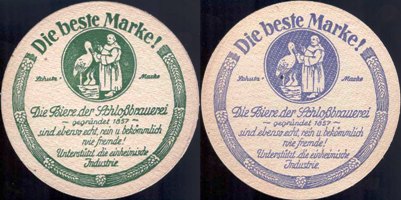 Die beste Marke!
Schutz- Marke
Die Biere der Schloßbrauerei
— gegründet 1857 —
sind ebenso echt, rein u. bekömmlich
wie fremde!
Unterstützt die einheimische
Industrie.
Die beste Marke!
Schutz- Marke
Die Biere der Schloßbrauerei
— gegründet 1857 —
sind ebenso echt, rein u. bekömmlich
wie fremde!
Unterstützt die einheimische
Industrie.